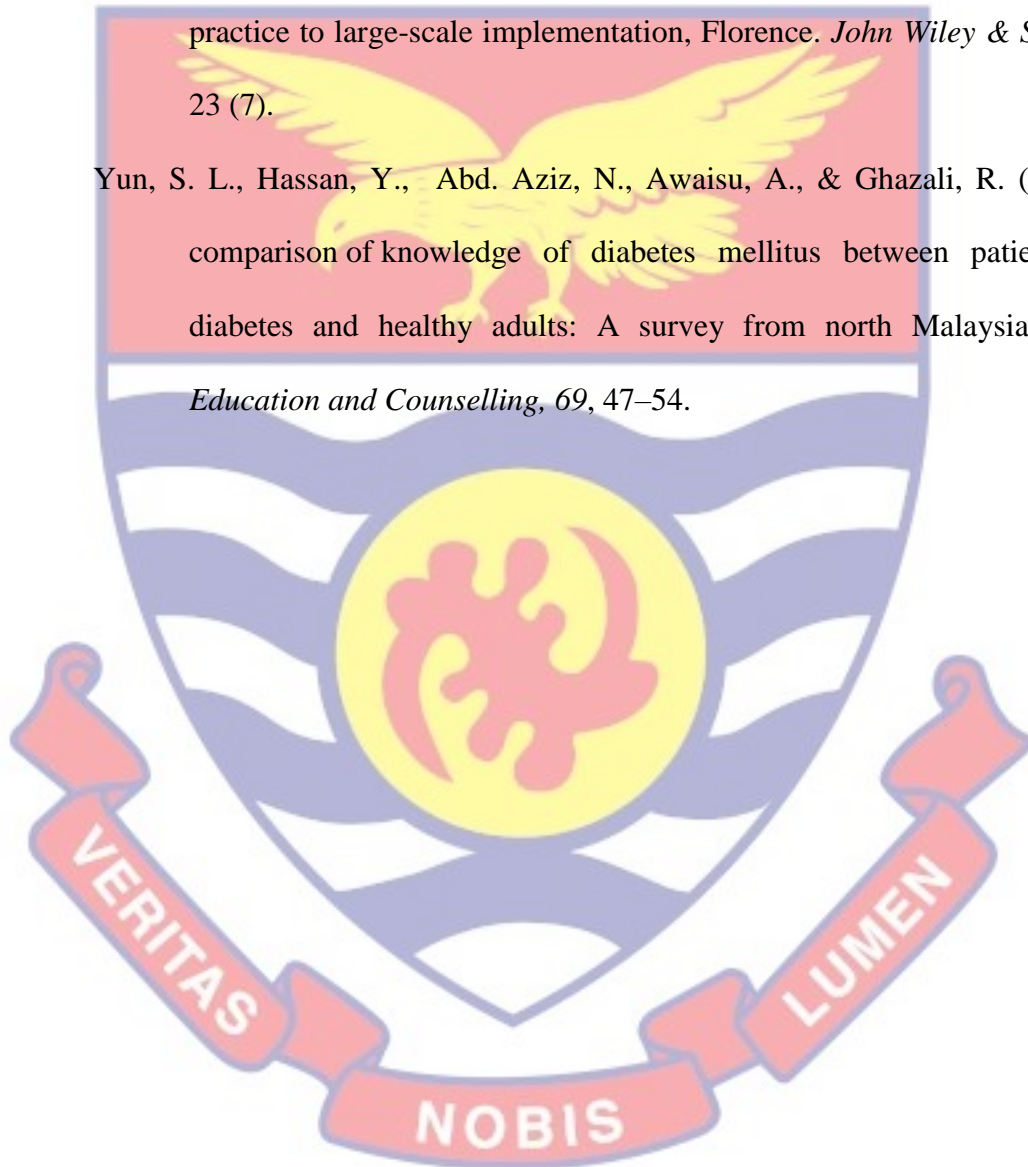 practice to large-scale implementation, Florence. John Wiley & S
23 (7).
Yun, S. L., Hassan, Y., Abd. Aziz, N., Awaisu, A., & Ghazali, R. (
comparison of knowledge of diabetes mellitus between patie
diabetes and healthy adults: A survey from north Malaysia
Education and Counselling, 69, 47–54.
VERITAS
NOBIS
LUMEN